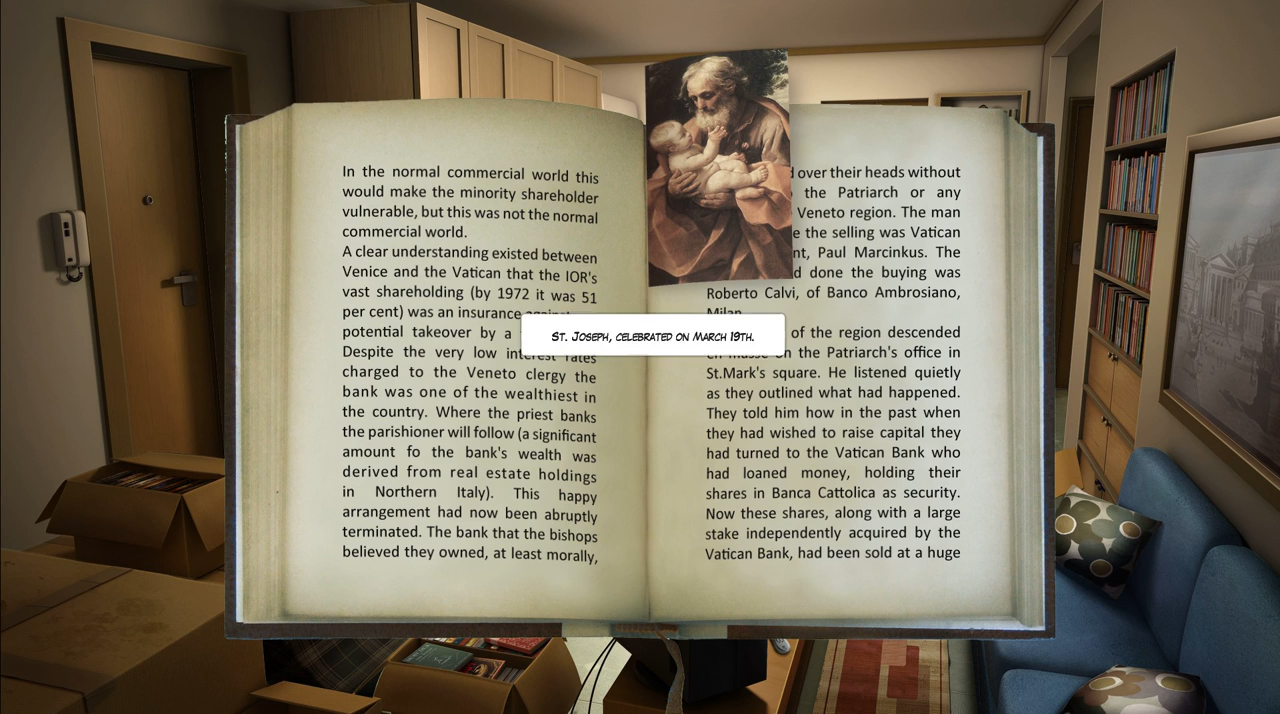 In the normal commercial world this
would make the minority shareholder
vulnerable, but this was not the normal
commercial world.
A clear understanding existed between
Venice and the Vatican that the IOR's
vast shareholding (by 1972 it was 51
per cent) was an insurance against
potential takeover by a
Despite the very low interest rates
charged to the Veneto clergy the
bank was one of the wealthiest in
the country. Where the priest banks
the parishioner will follow (a significant
amount fo the bank's wealth was
derived from real estate holdings
in Northern Italy). This happy
arrangement had now been abruptly
terminated. The bank that the bishops
believed they owned, at least morally,
over their heads without
the Patriarch or any
Veneto region. The man
the selling was Vatican
Paul Marcinkus. The
done the buying was
Roberto Calvi, of Banco Ambrosiano,
Milan
of the region descended
en masse on the Patriarch's office in
St.Mark's square. He listened quietly
as they outlined what had happened.
They told him how in the past when
they had wished to raise capital they
had turned to the Vatican Bank who
had loaned money, holding their
shares in Banca Cattolica as security.
Now these shares, along with a large
stake independently acquired by the
Vatican Bank, had been sold at a huge
St. Joseph, celebrated on March 19th.